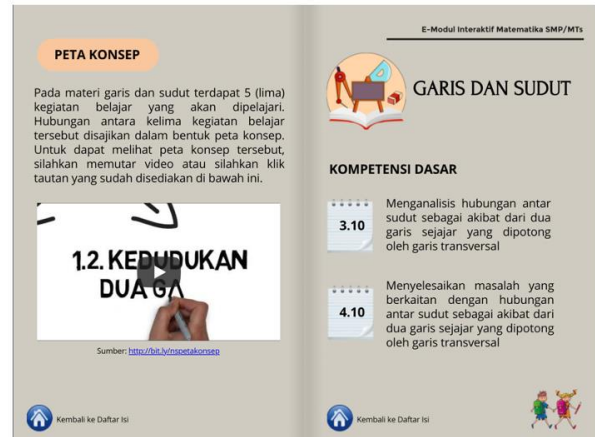 PETA KONSEP
Pada materi garis dan sudut terdapat 5 (lima)
kegiatan belajar yang akan dipelajari.
Hubungan antara kelima kegiatan belajar
tersebut disajikan dalam bentuk peta konsep.
Untuk dapat melihat peta konsep tersebut,
silahkan memutar video atau silahkan klik
tautan yang sudah disediakan di bawah ini.
1.2. KEDUDUKAN
DUA GA
Sumber: http://bit.ly/nspetakonsep
Kembali ke Daftar Isi
E-Modul Interaktif Matematika SMP/MTs
GARIS DAN SUDUT
KOMPETENSI DASAR
3.10
Menganalisis hubungan antar
sudut sebagai akibat dari dua
garis sejajar yang dipotong
oleh garis transversal
4.10
Menyelesaikan masalah yang
berkaitan dengan hubungan
antar sudut sebagai akibat dari
dua garis sejajar yang dipotong
oleh garis transversal
Kembali ke Daftar Isi